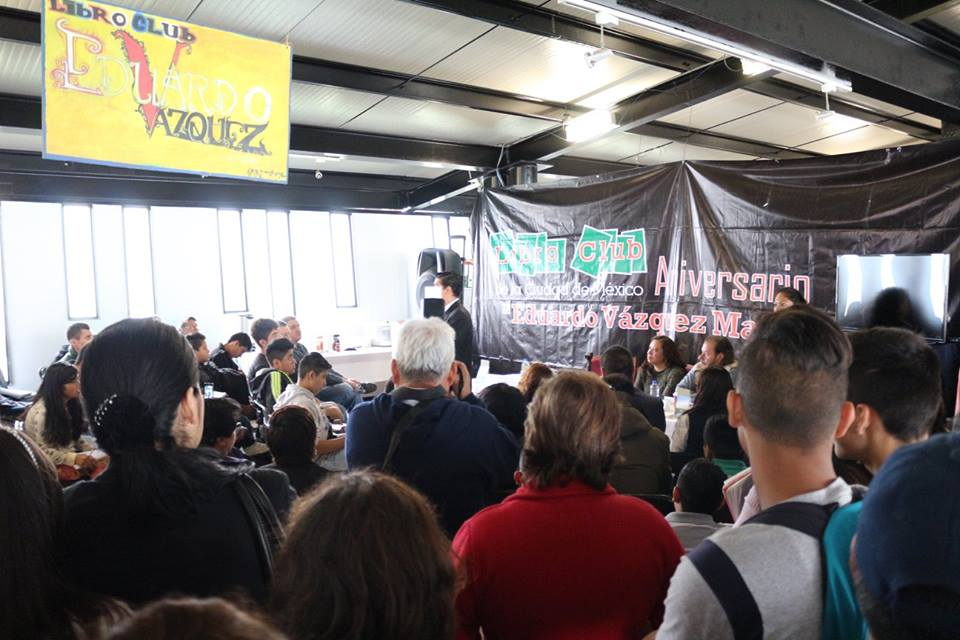 LIBRO CLUB
EDUARDO
VAZQUEZ
Libro Club
de la Ciudad de México
Aniversario
"Eduardo Vázquez Ma